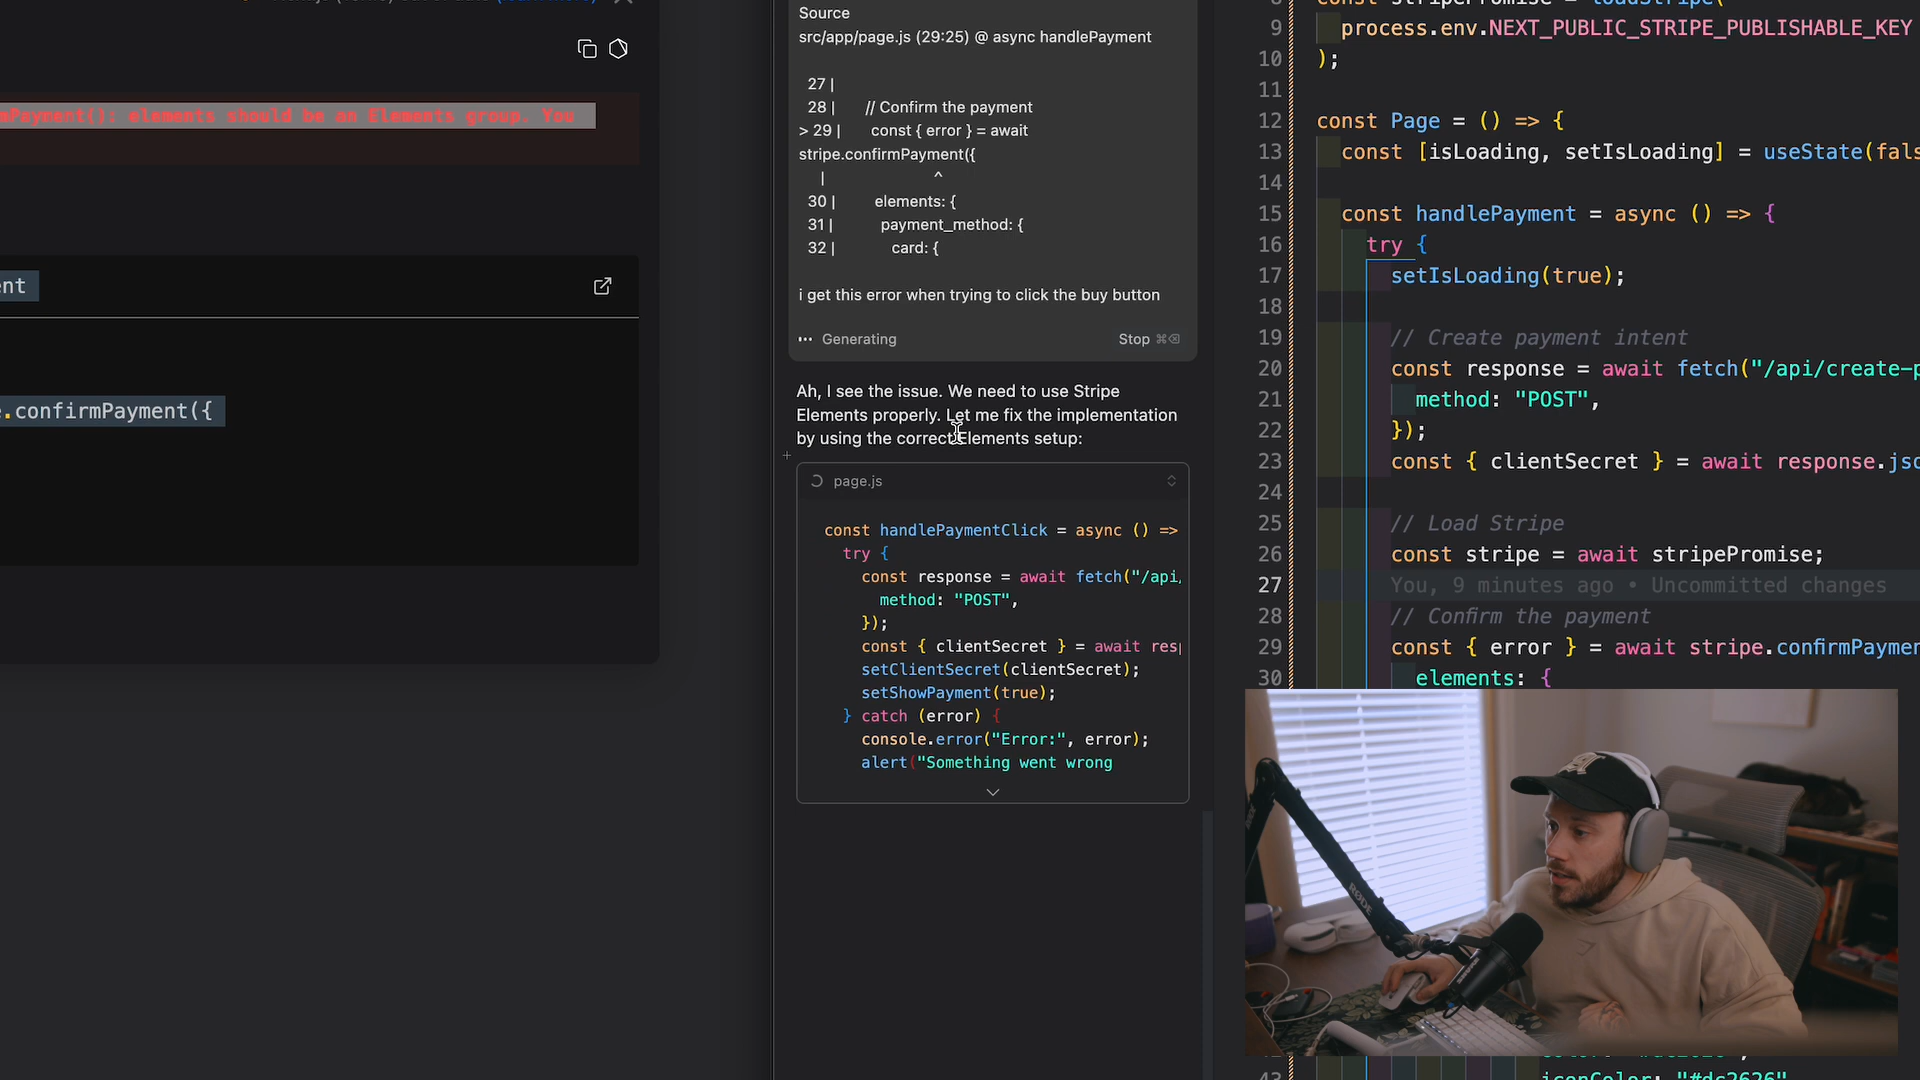 mPayment(): elements should be an Elements group. You
ent
.confirmPayment({
Source
src/app/page.js (29:25) @ async handlePayment
27 |
28 | // Confirm the payment
> 29 | const { error } = await
stripe.confirmPayment({
| ^
30 | elements: {
31 | payment_method: {
32 | card: {
i get this error when trying to click the buy button
••• Generating
Stop ⌘⌫
Ah, I see the issue. We need to use Stripe
Elements properly. Let me fix the implementation
by using the correct Elements setup:
page.js
const handlePaymentClick = async () =>
try {
const response = await fetch("/api/
method: "POST",
});
const { clientSecret } = await resp
setClientSecret(clientSecret);
setShowPayment(true);
} catch (error) {
console.error("Error:", error);
alert("Something went wrong
9 process.env.NEXT_PUBLIC_STRIPE_PUBLISHABLE_KEY
10 );
11
12 const Page = () => {
13 const [isLoading, setIsLoading] = useState(fals
14
15 const handlePayment = async () => {
16 try {
17 setIsLoading(true);
18
19 // Create payment intent
20 const response = await fetch("/api/create-p
21 method: "POST",
22 });
23 const { clientSecret } = await response.jso
24
25 // Load Stripe
26 const stripe = await stripePromise;
27 You, 9 minutes ago • Uncommitted changes
28 // Confirm the payment
29 const { error } = await stripe.confirmPaymen
30 elements: {
RØDE